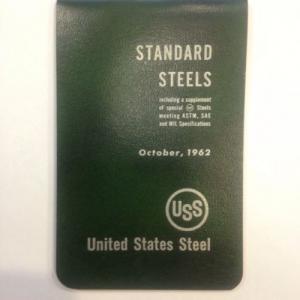 STANDARD
STEELS
including a supplement
of special USS Steels
meeting ASTM, SAE
and MIL Specifications
October, 1962
USS
United States Steel